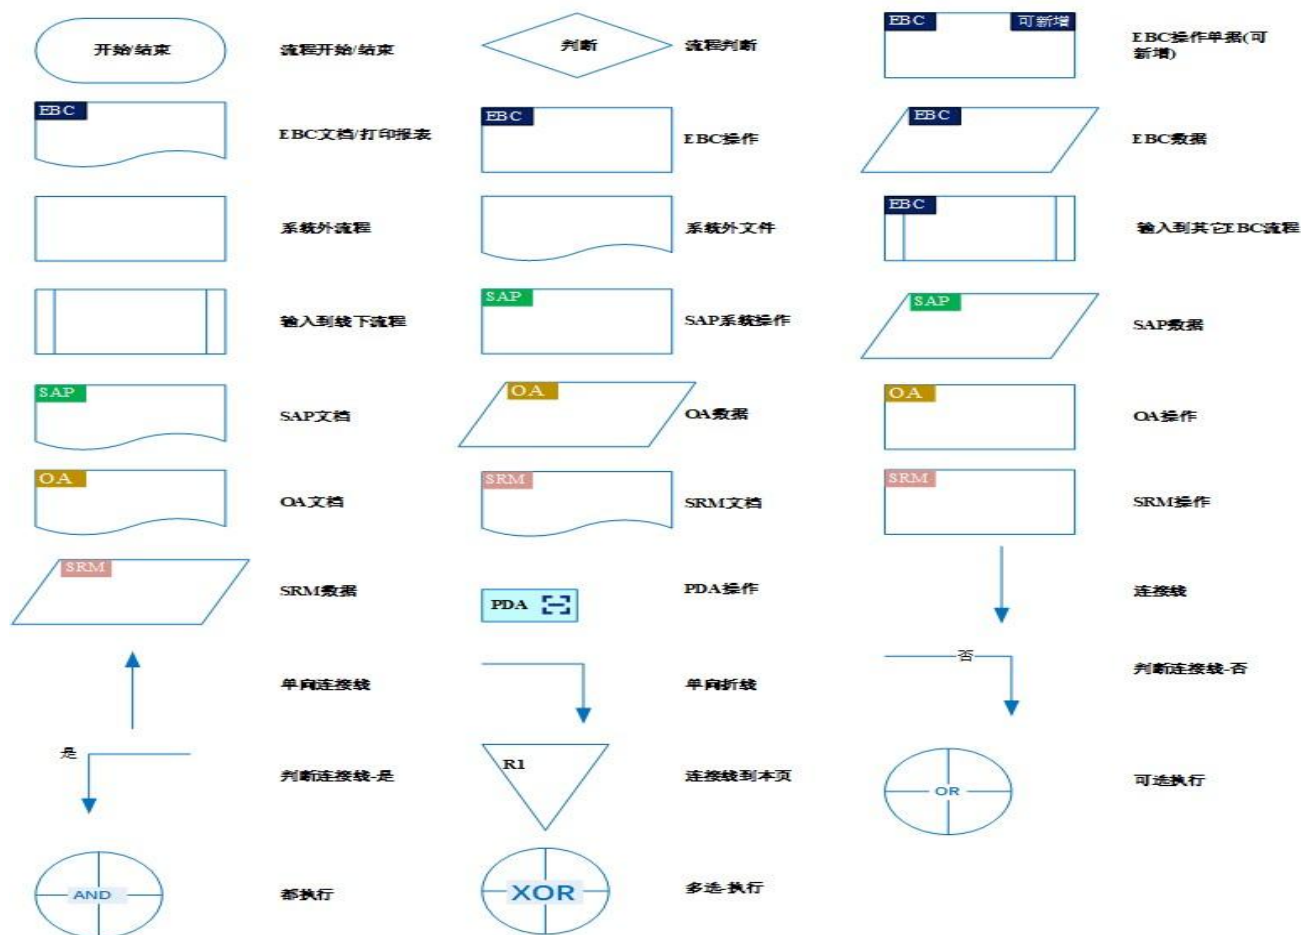 开始/结束
流程开始/结束
判断
流程判断
EBC 可新增
EBC操作单据(可
新增)
EBC
EBC文档/打印报表
EBC
EBC操作
EBC
EBC数据
系统外流程
系统外文件
EBC
输入到其它EBC流程
输入到线下流程
SAP
SAP系统操作
SAP
SAP数据
SAP
SAP文档
OA
OA数据
OA
OA操作
OA
OA文档
SRM
SRM文档
SRM
SRM操作
SRM
SRM数据
PDA
PDA操作
连接线
单向连接线
单向折线
否
判断连接线-否
是
判断连接线-是
R1
连接线到本页
OR
可选执行
AND
都执行
XOR
多选-执行